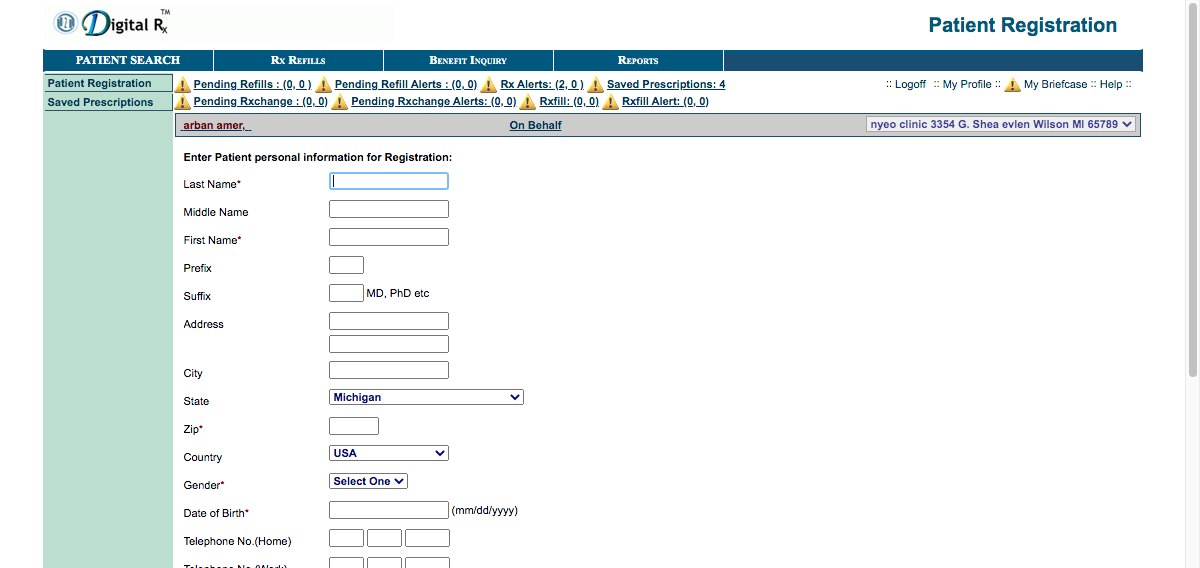 Digital Rx TM
Patient Registration
PATIENT SEARCH RX REFILLS BENEFIT INQUIRY REPORTS
Patient Registration
Saved Prescriptions
Pending Refills : (0, 0 ) Pending Refill Alerts : (0, 0) Rx Alerts: (2, 0 ) Saved Prescriptions: 4
:: Logoff :: My Profile :: My Briefcase :: Help ::
Pending Rxchange : (0, 0) Pending Rxchange Alerts: (0, 0) Rxfill: (0, 0) Rxfill Alert: (0, 0)
arban amer, On Behalf nyeo clinic 3354 G. Shea evlen Wilson MI 65789
Enter Patient personal information for Registration:
Last Name*
Middle Name
First Name*
Prefix
Suffix MD, PhD etc
Address
City
State Michigan
Zip*
Country USA
Gender* Select One
Date of Birth* (mm/dd/yyyy)
Telephone No.(Home)
Telephone No.(Work)